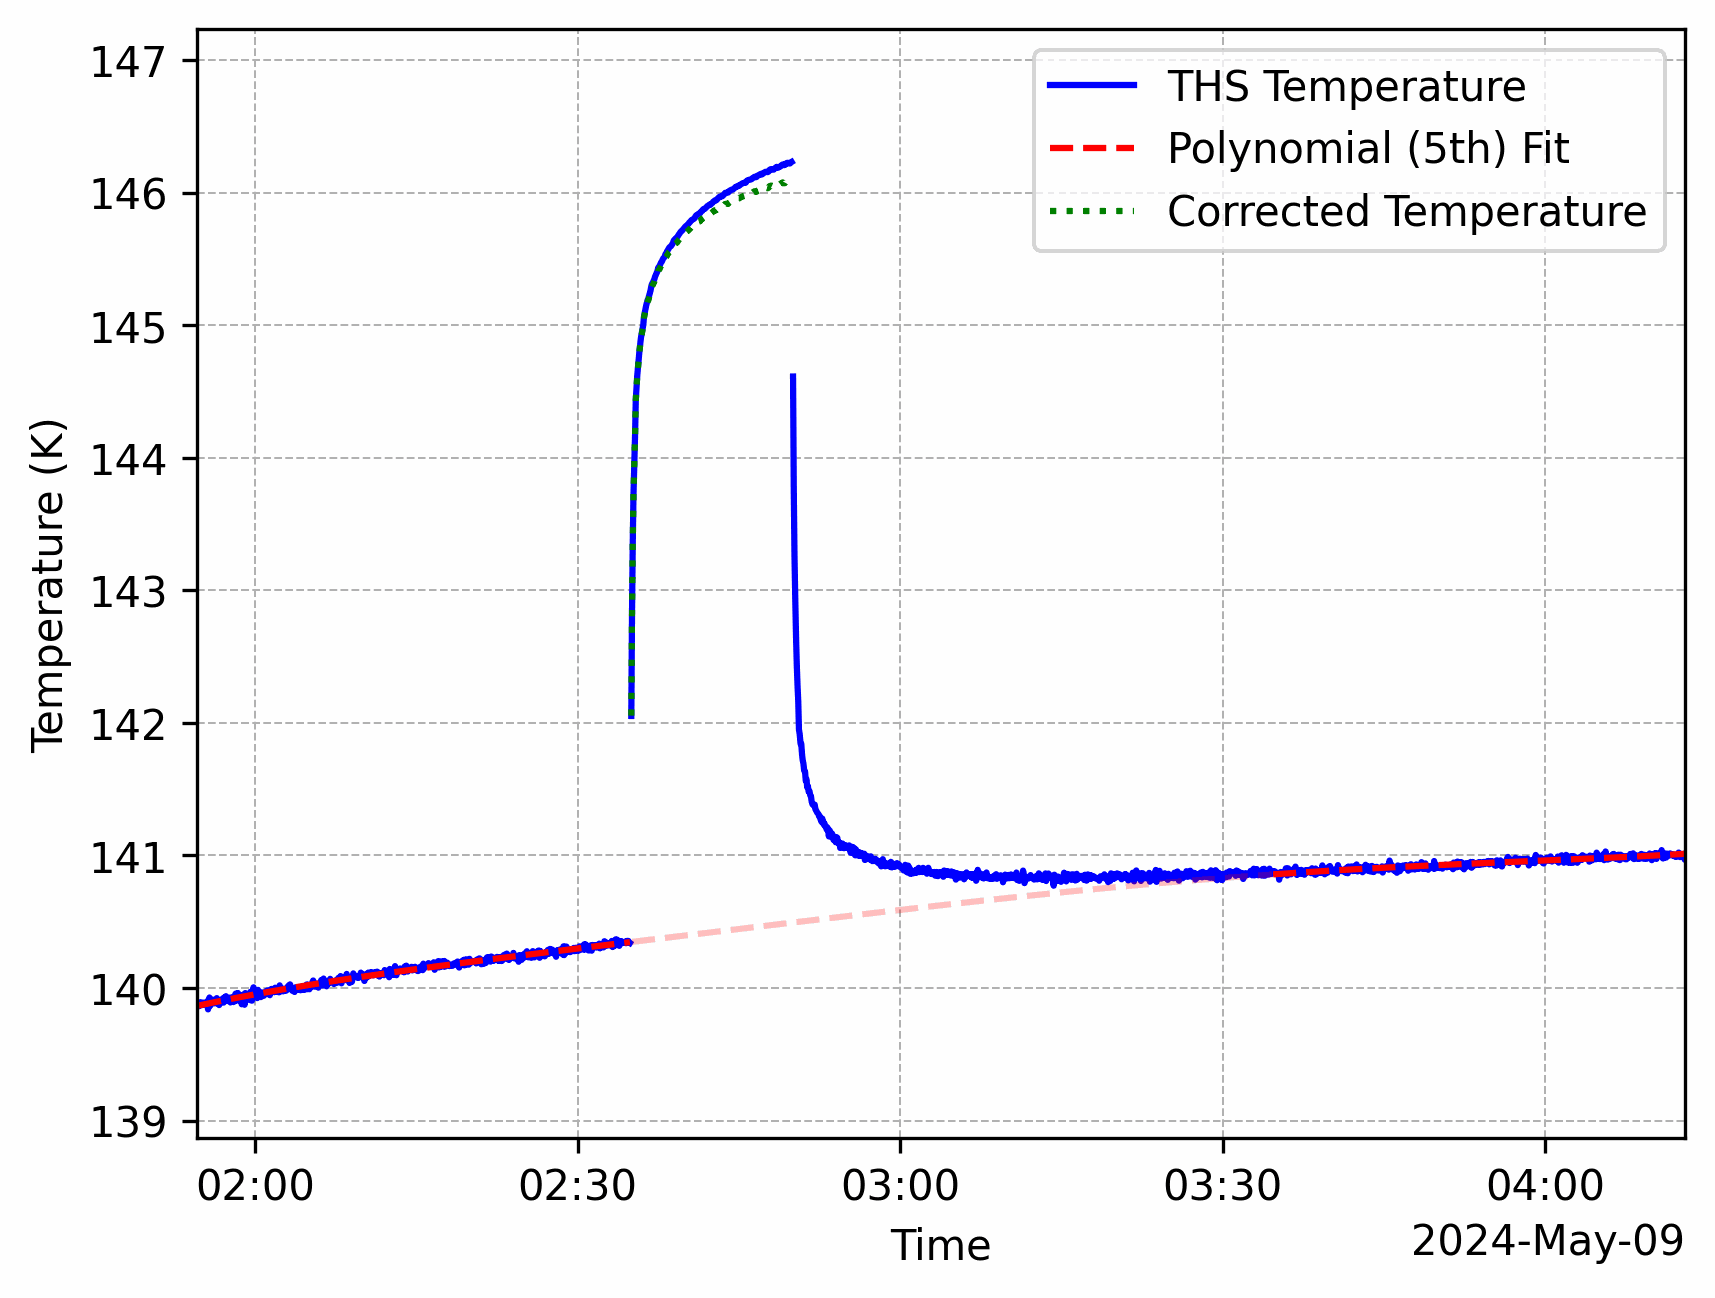 147
146
145
144
143
142
141
140
139
Temperature (K)
THS Temperature
Polynomial (5th) Fit
Corrected Temperature
02:00 02:30 03:00 03:30 04:00
Time
2024-May-09